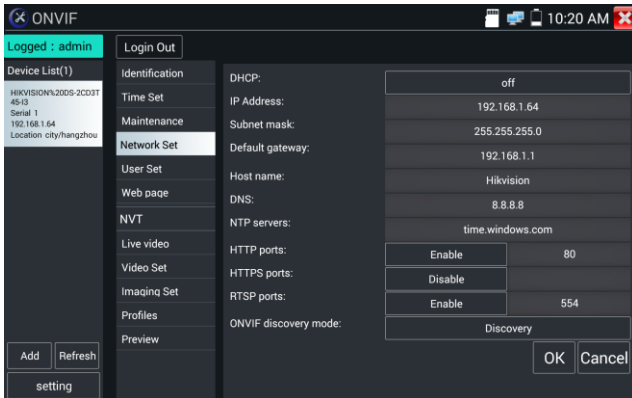 ONVIF
10:20 AM
Logged : admin
Login Out
Device List(1)
HIKVISION%20DS-2CD3T
45-I3
Serial 1
192.168.1.64
Location city/hangzhou
Add Refresh
setting
Identification
Time Set
Maintenance
Network Set
User Set
Web page
NVT
Live video
Video Set
Imaging Set
Profiles
Preview
DHCP: off
IP Address: 192.168.1.64
Subnet mask: 255.255.255.0
Default gateway: 192.168.1.1
Host name: Hikvision
DNS: 8.8.8.8
NTP servers: time.windows.com
HTTP ports: Enable 80
HTTPS ports: Disable
RTSP ports: Enable 554
ONVIF discovery mode: Discovery
OK Cancel